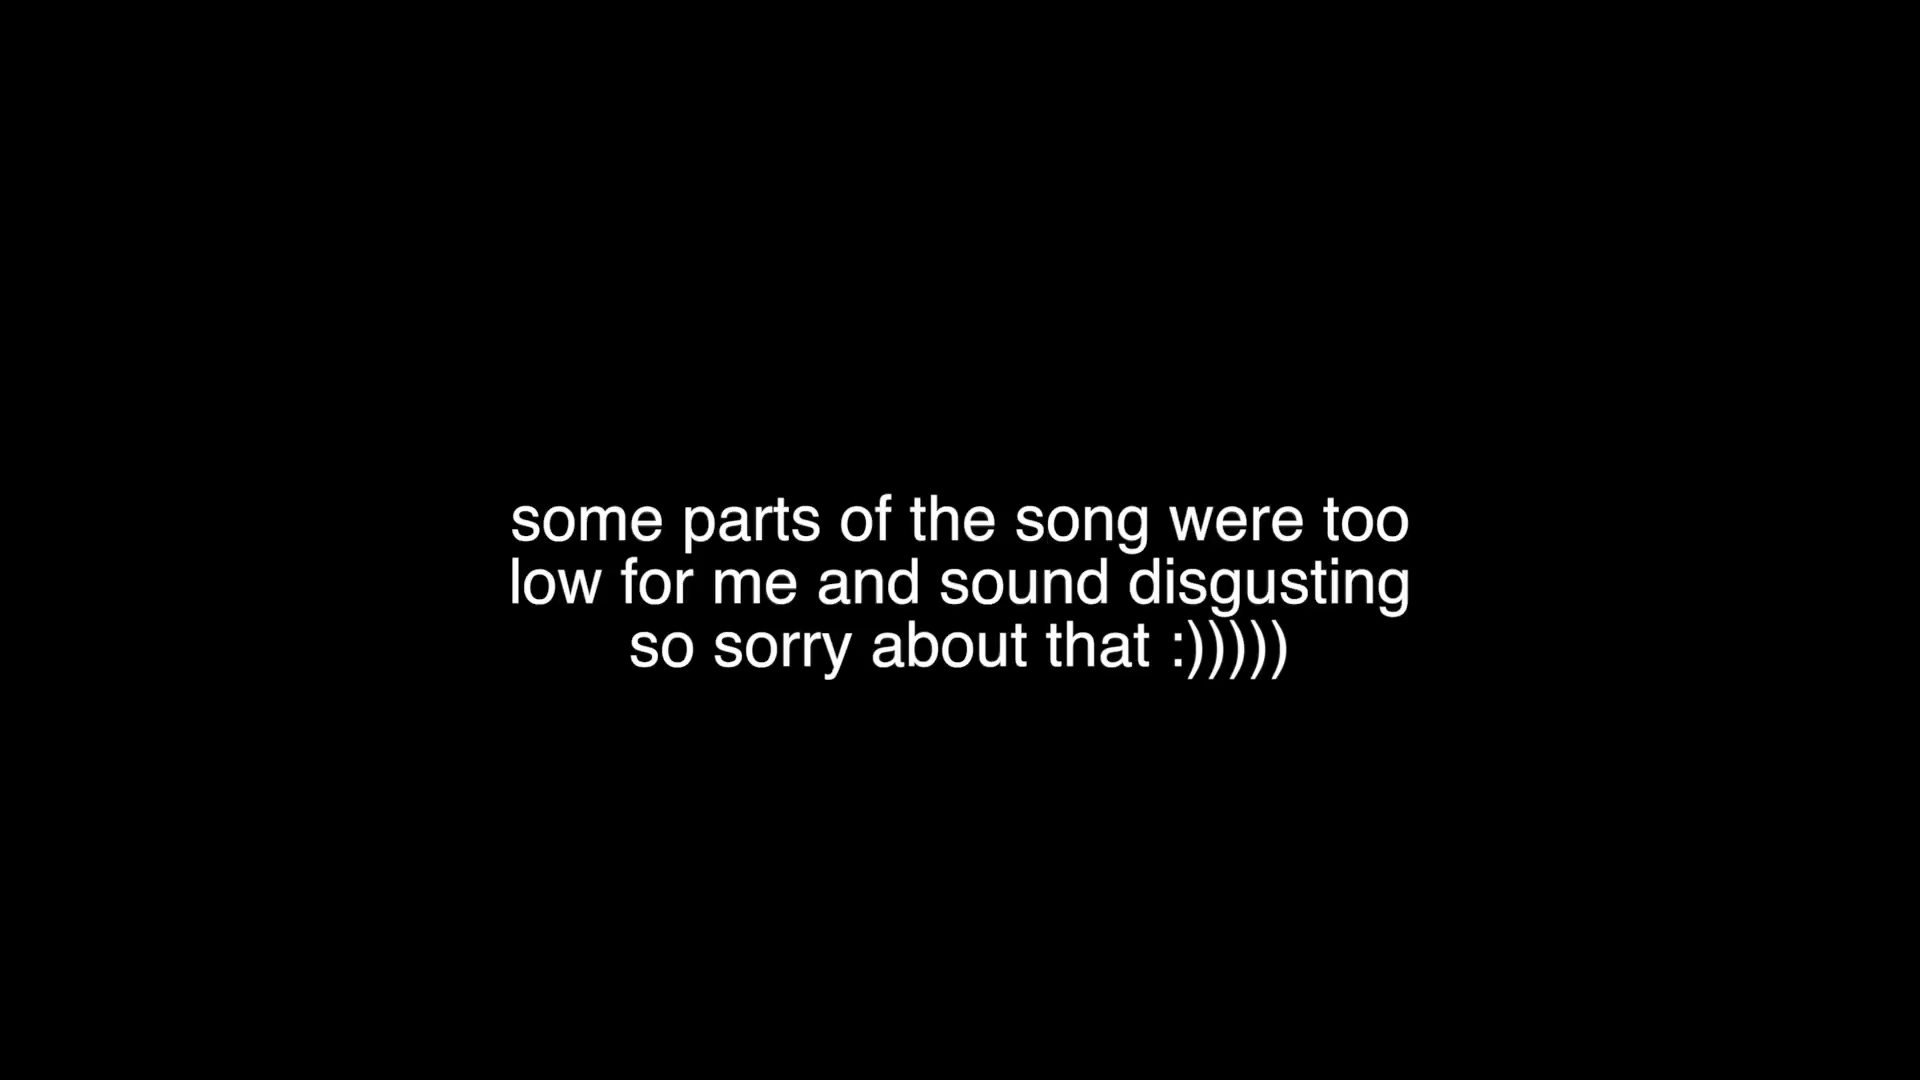 some parts of the song were too
low for me and sound disgusting
so sorry about that :)))))